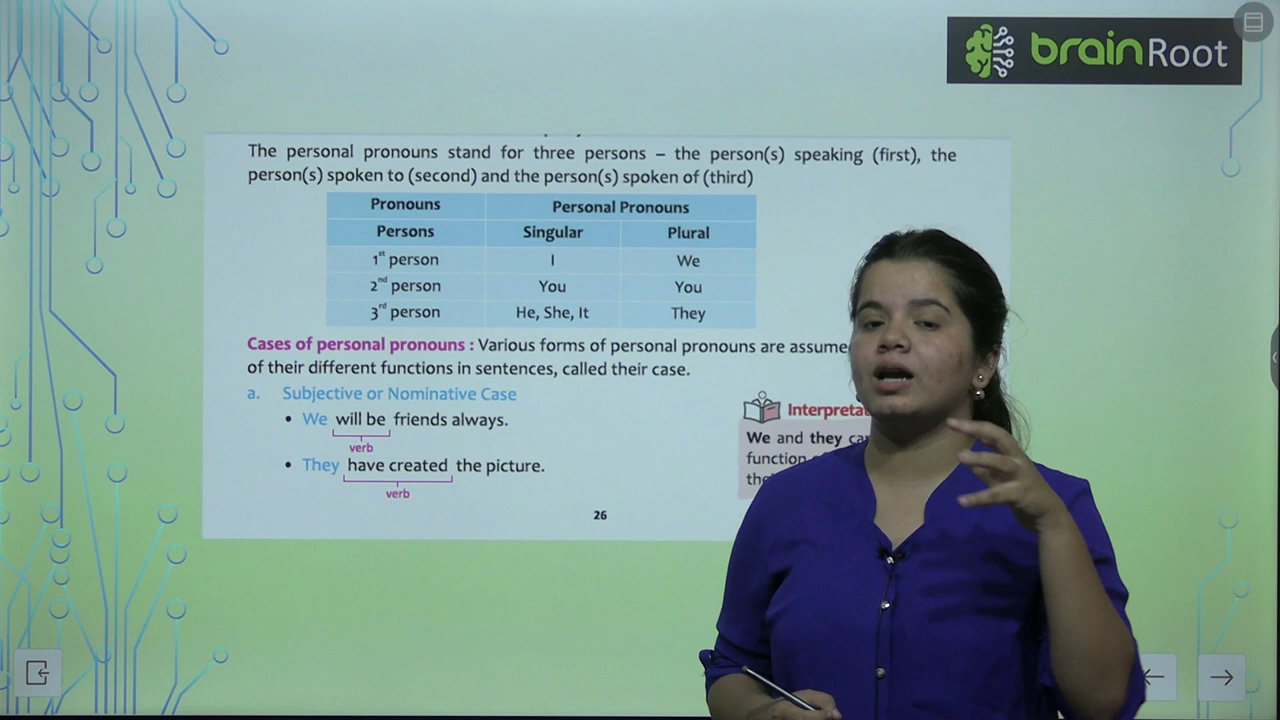 brainRoot
The personal pronouns stand for three persons – the person(s) speaking (first), the
person(s) spoken to (second) and the person(s) spoken of (third)
Pronouns Personal Pronouns
Persons Singular Plural
1st person I We
2nd person You You
3rd person He, She, It They
Cases of personal pronouns : Various forms of personal pronouns are
of their different functions in sentences, called their case.
a. Subjective or Nominative Case
• We will be friends always.
verb
• They have created the picture.
verb
We and they
function
26